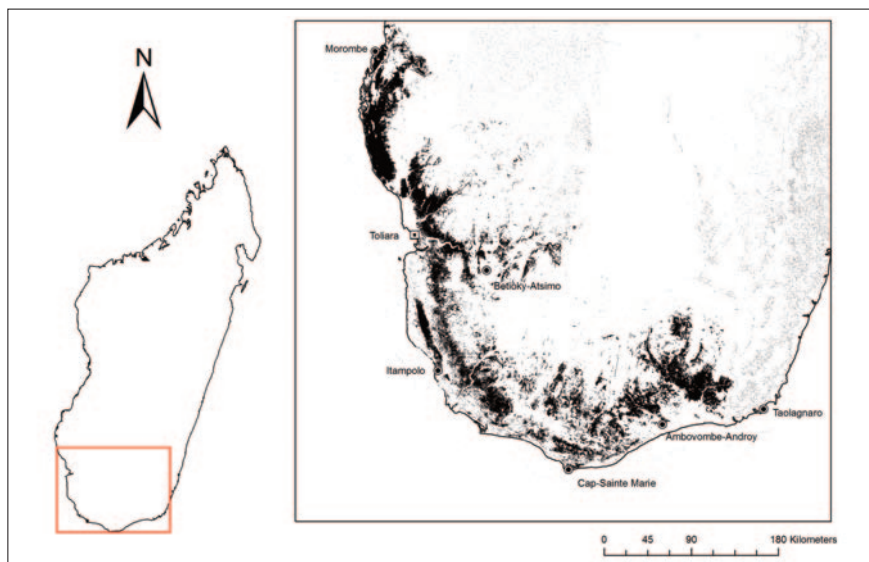 N
Morombe
Toliara
Betioky-Atsimo
Itampolo
Taolagnaro
Ambovombe-Androy
Cap-Sainte Marie
0 45 90 180 Kilometers